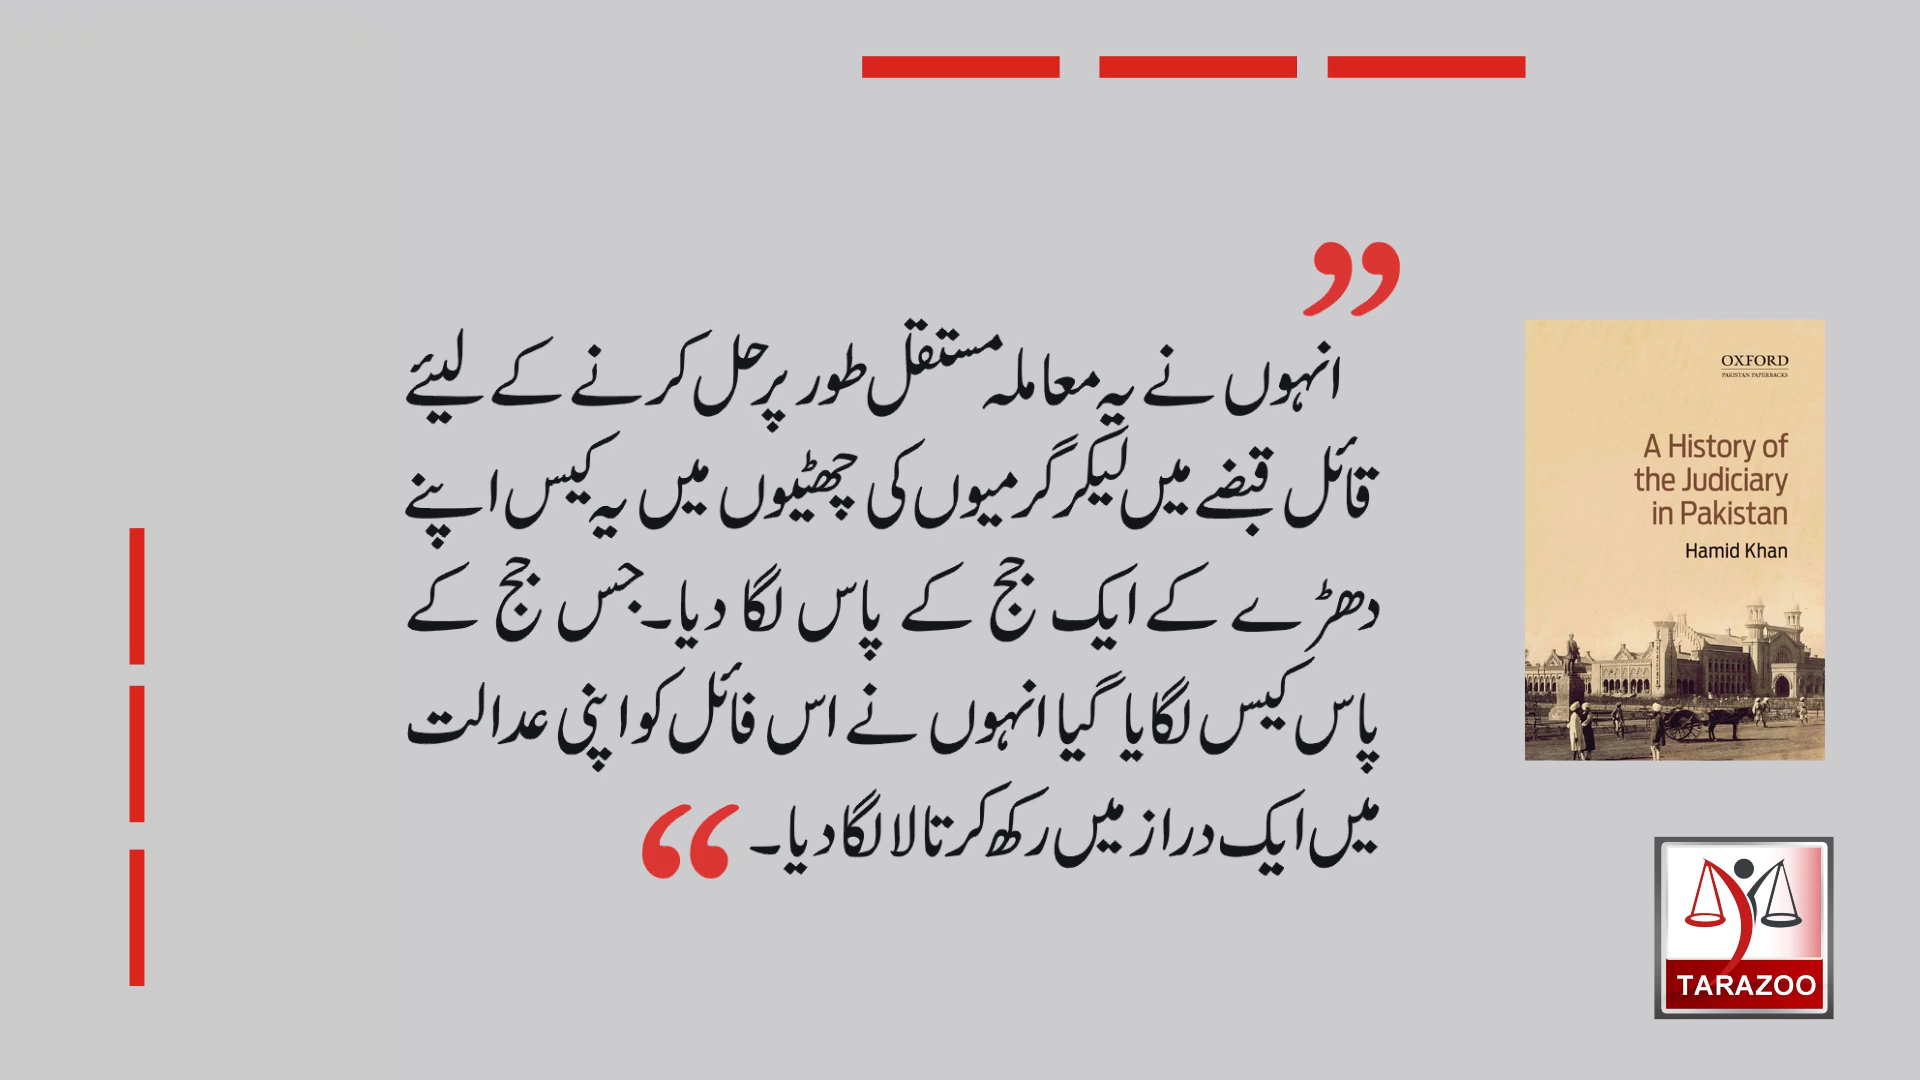 ”
انہوں نے یہ معاملہ مستقل طور پر حل کرنے کے لیئے
قائل قبضے میں لیکر گرمیوں کی چھٹیوں میں یہ کیس اپنے
دھڑے کے ایک جج کے پاس لگا دیا۔ جس جج کے
پاس کیس لگایا گیا انہوں نے اس فائل کو اپنی عدالت
میں ایک دراز میں رکھ کر تالا لگا دیا۔
“
OXFORD
PAKISTAN PAPERBACKS
A History of
the Judiciary
in Pakistan
Hamid Khan
TARAZOO